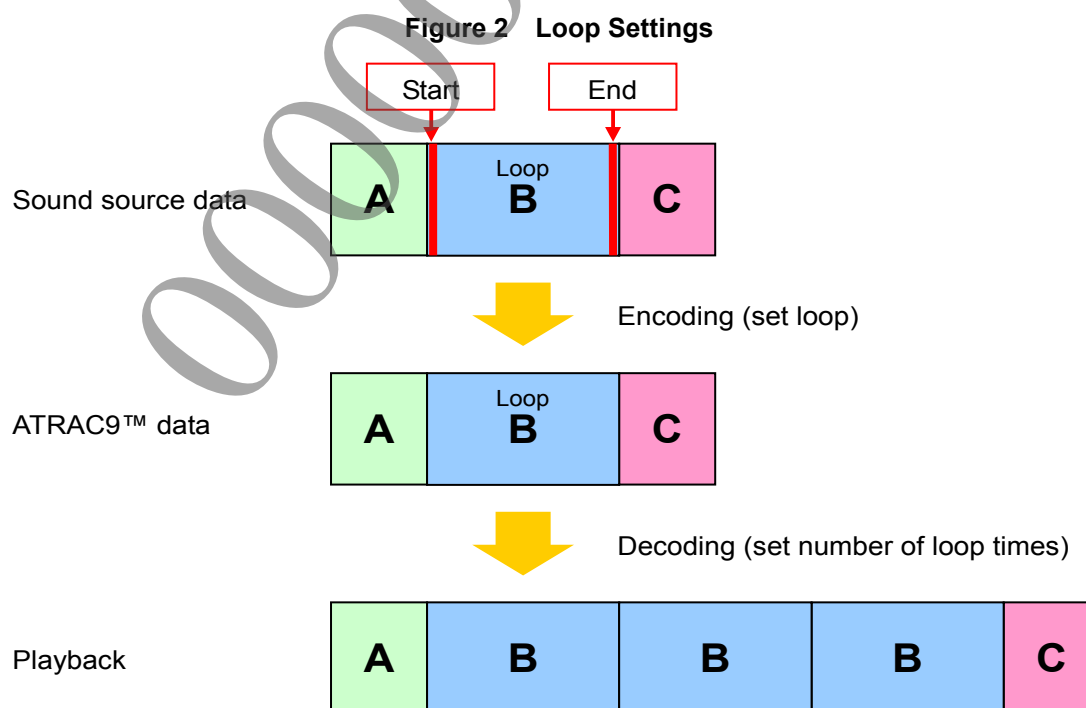 Figure 2 Loop Settings
Start End
Sound source data A Loop B C
Encoding (set loop)
ATRAC9™ data A Loop B C
Decoding (set number of loop times)
Playback A B B B C
00000